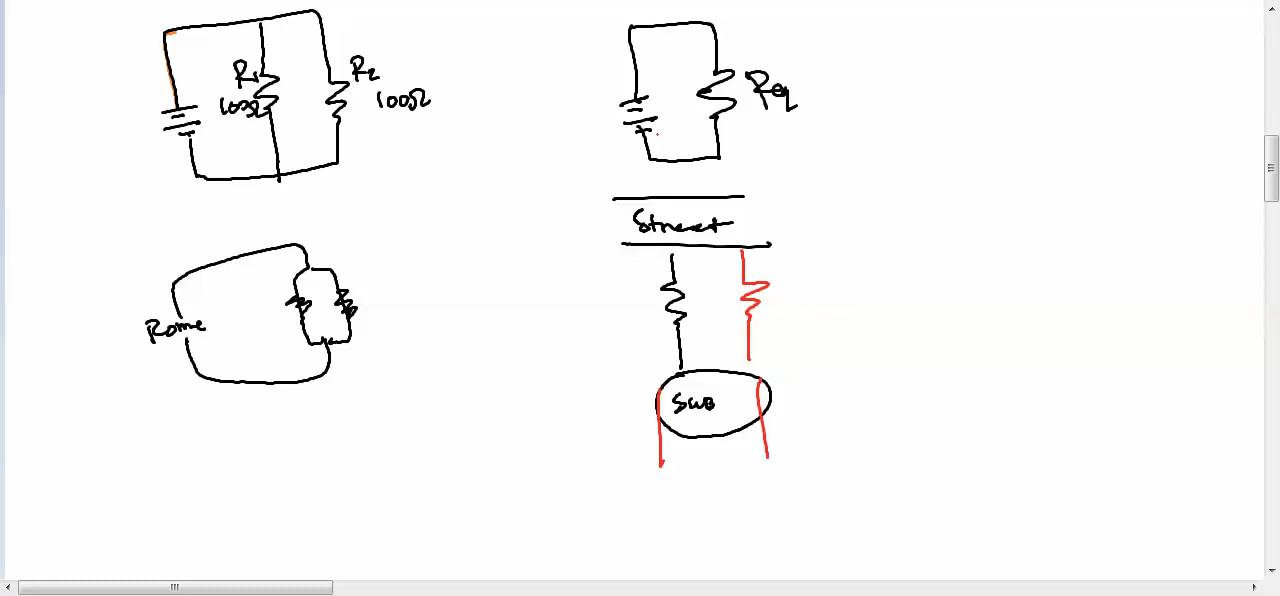 R1
100Ω
R2
100Ω
Req
Street
Rome
SWB